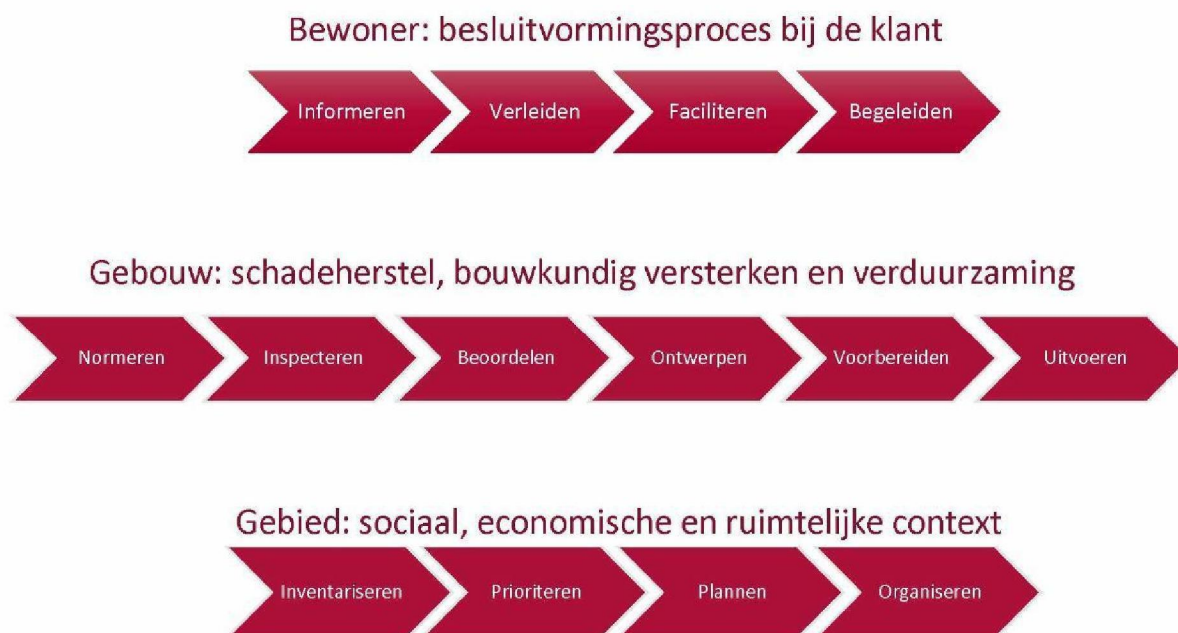 Bewoner: besluitvormingsproces bij de klant
Informeren Verleiden Faciliteren Begeleiden
Gebouw: schadeherstel, bouwkundig versterken en verduurzaming
Normeren Inspecteren Beoordelen Ontwerpen Voorbereiden Uitvoeren
Gebied: sociaal, economische en ruimtelijke context
Inventariseren Prioriteren Plannen Organiseren